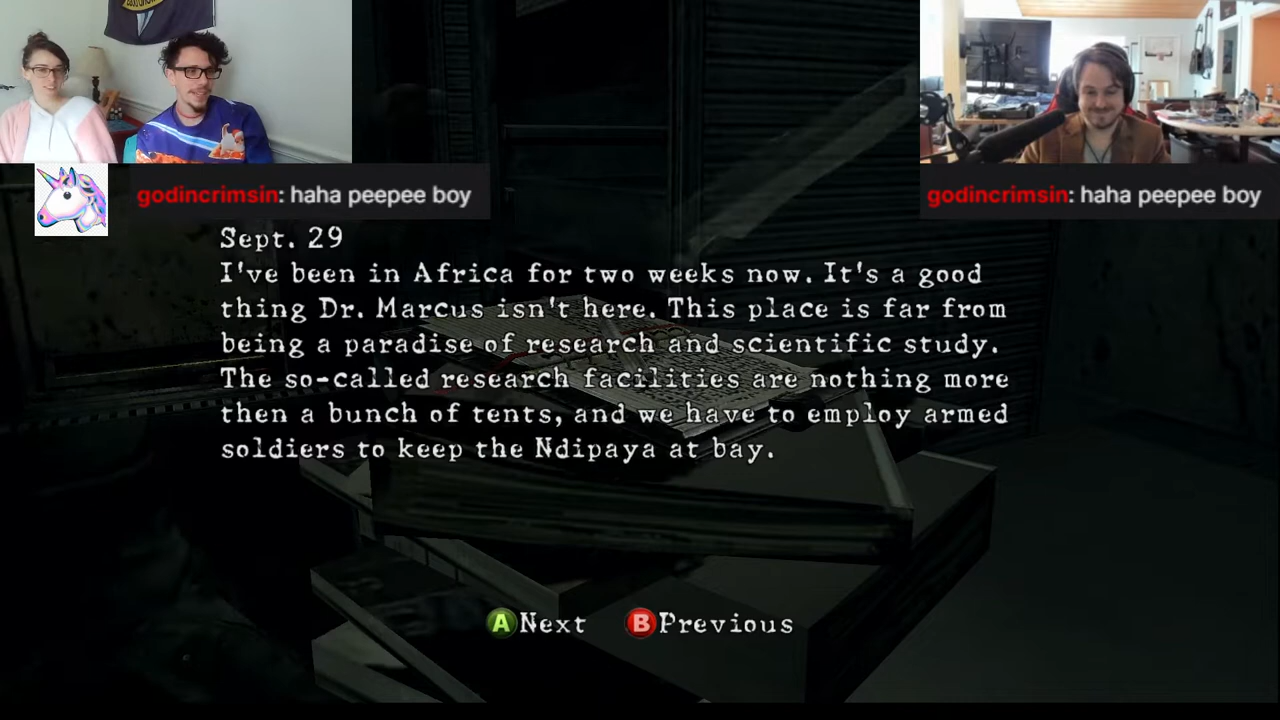 godincrimsin: haha peepee boy
godincrimsin: haha peepee boy
Sept. 29
I've been in Africa for two weeks now. It's a good
thing Dr. Marcus isn't here. This place is far from
being a paradise of research and scientific study.
The so-called research facilities are nothing more
then a bunch of tents, and we have to employ armed
soldiers to keep the Ndipaya at bay.
A Next B Previous